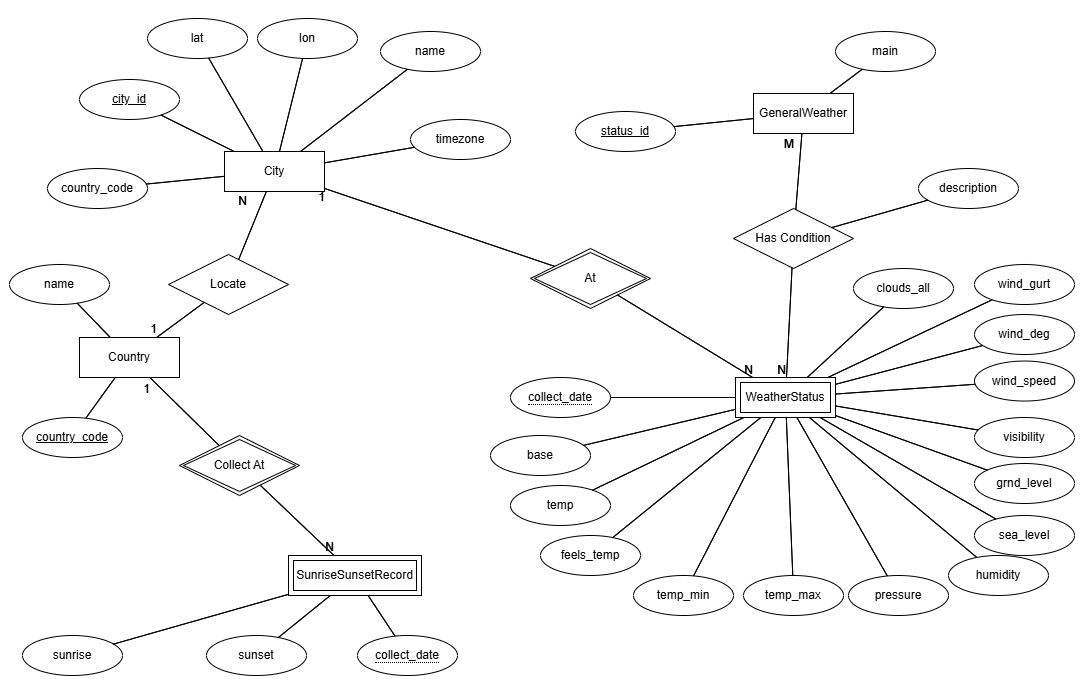 lat
lon
name
main
city_id
GeneralWeather
status_id
timezone
M
City
country_code
description
N
1
Has Condition
Locate
At
name
clouds_all
wind_gurt
1
wind_deg
Country
N
N
wind_speed
1
collect_date
WeatherStatus
country_code
visibility
base
Collect At
grnd_level
temp
sea_level
N
feels_temp
SunriseSunsetRecord
humidity
temp_min
temp_max
pressure
sunrise
sunset
collect_date